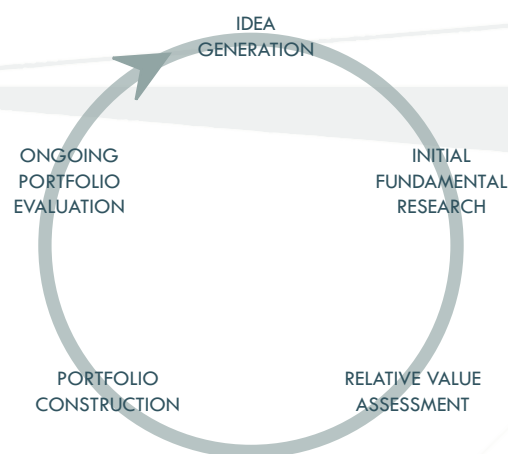 IDEA
GENERATION
INITIAL
FUNDAMENTAL
RESEARCH
RELATIVE VALUE
ASSESSMENT
PORTFOLIO
CONSTRUCTION
ONGOING
PORTFOLIO
EVALUATION